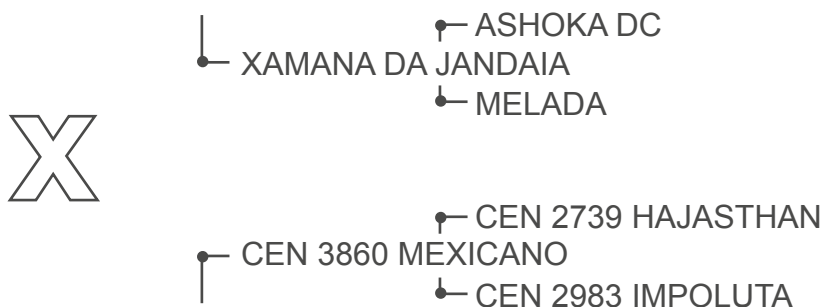 ASHOKA DC
XAMANA DA JANDAIA
MELADA
X
CEN 2739 HAJASTHAN
CEN 3860 MEXICANO
CEN 2983 IMPOLUTA